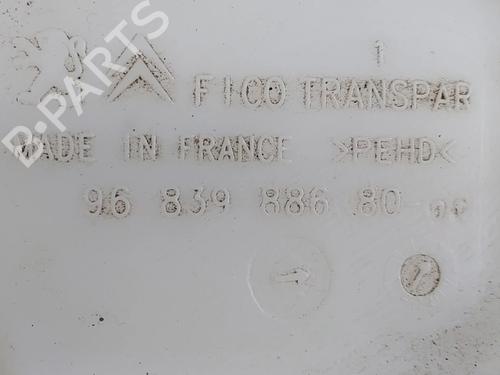 1
FICO TRANSPAR
MADE IN FRANCE >PEHD<
96 839 886 80
B-PARTS